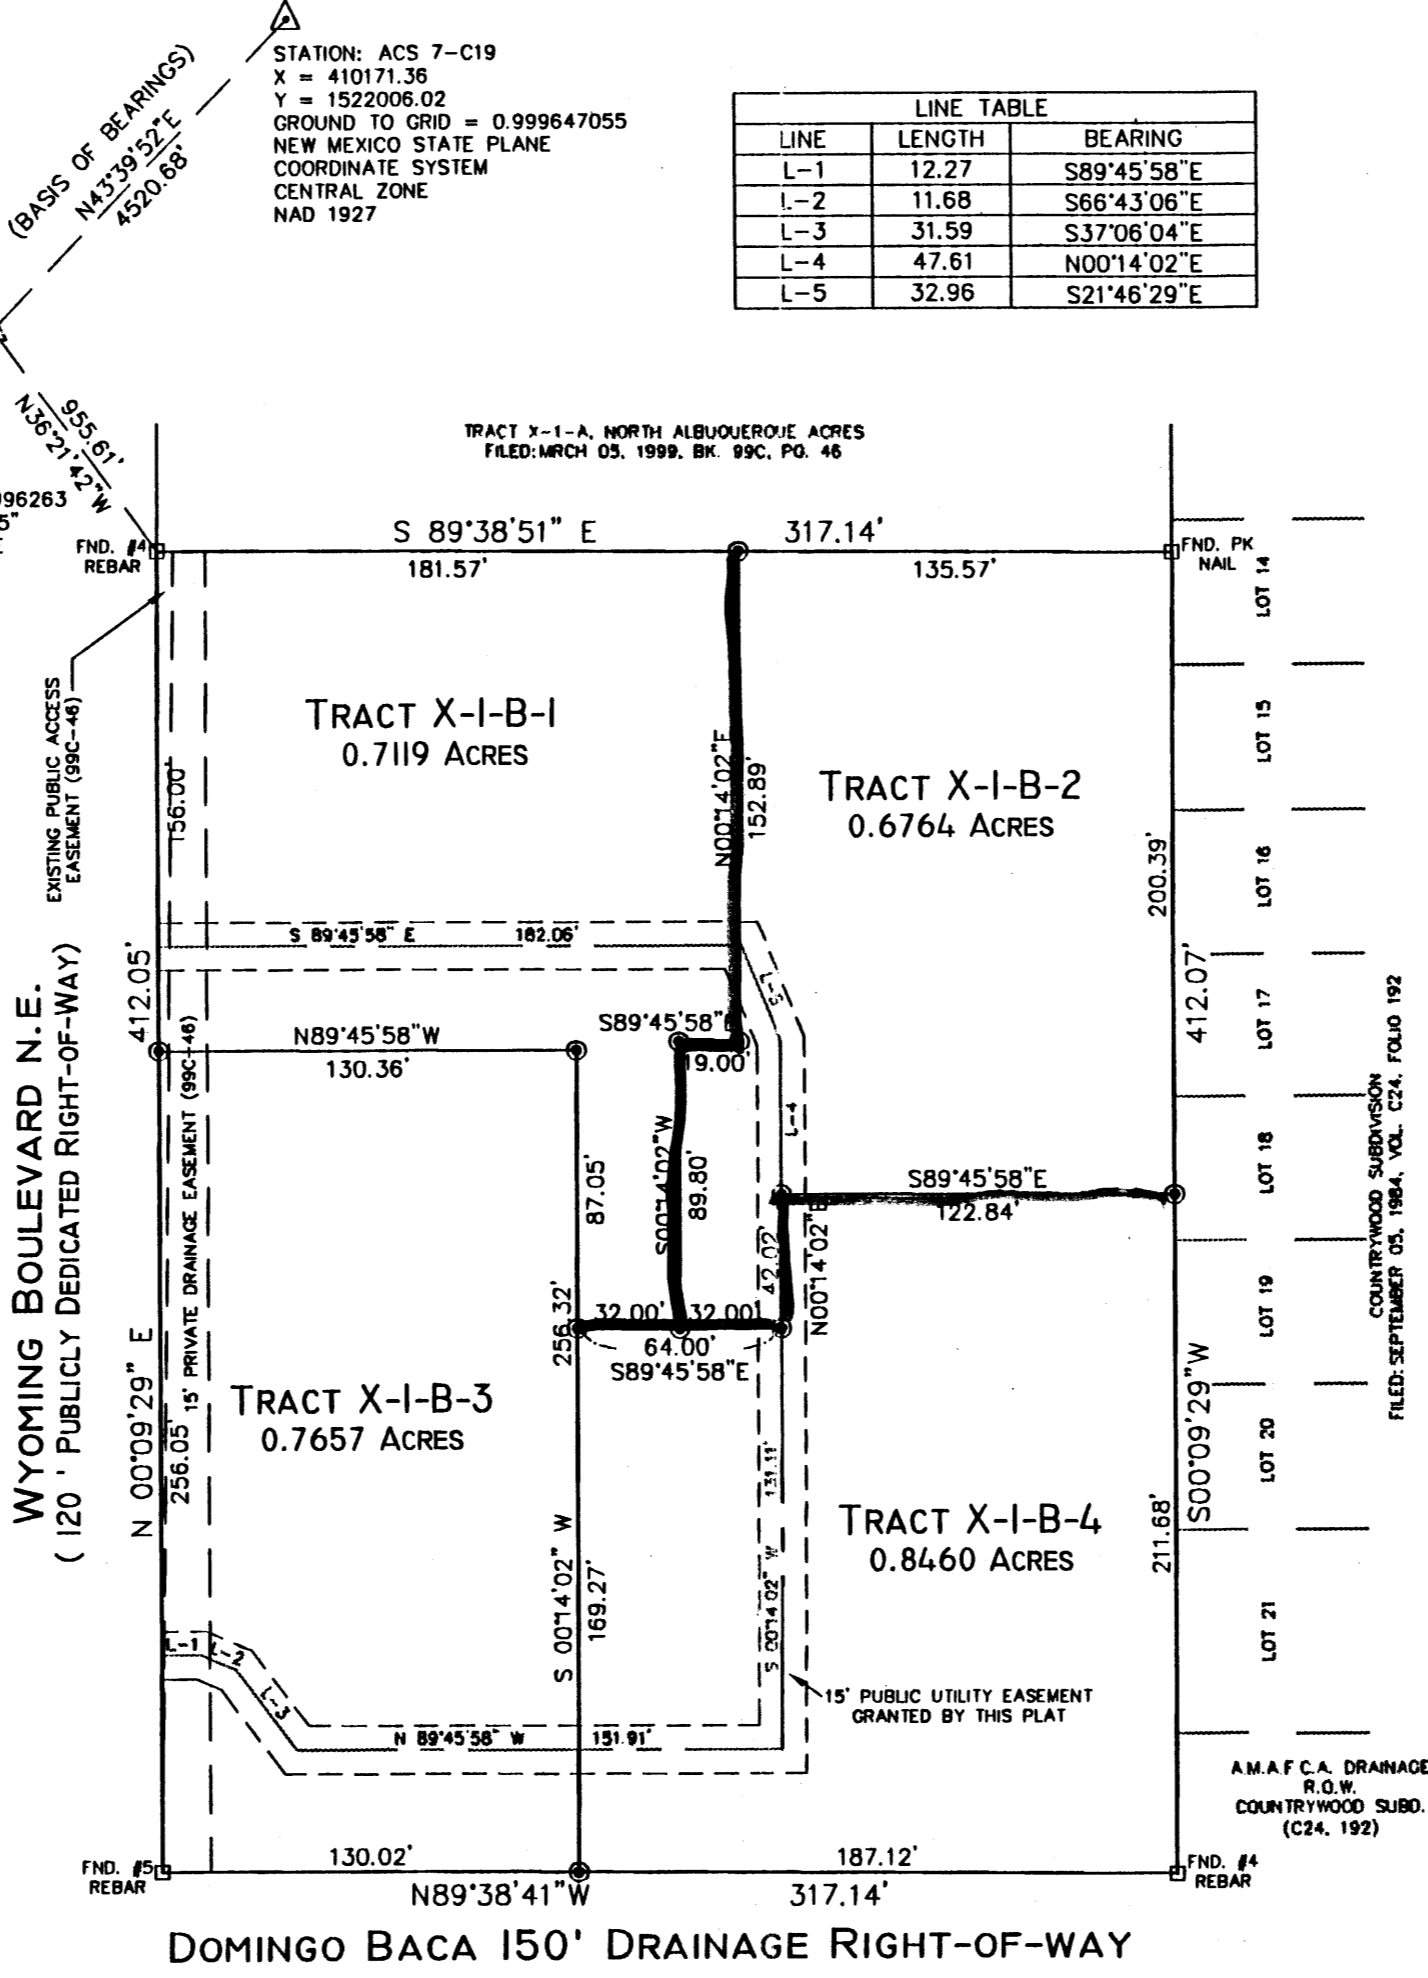 STATION: ACS 7-C19
X = 410171.36
Y = 1522006.02
GROUND TO GRID = 0.999647055
NEW MEXICO STATE PLANE
COORDINATE SYSTEM
CENTRAL ZONE
NAD 1927
(BASIS OF BEARINGS)
N43°39'52"E
4520.68'
LINE TABLE
LINE LENGTH BEARING
L-1 12.27 S89°45'58"E
L-2 11.68 S66°43'06"E
L-3 31.59 S37°06'04"E
L-4 47.61 N00°14'02"E
L-5 32.96 S21°46'29"E
955.61'
N36°21'42"W
96263
TRACT X-1-A, NORTH ALBUQUERQUE ACRES
FILED: MRCH 05, 1999, BK. 99C, PG. 46
FND. #4
REBAR
S 89°38'51" E 317.14'
181.57' 135.57'
FND. PK
NAIL
EXISTING PUBLIC ACCESS
EASEMENT (99C-46)
156.00'
TRACT X-1-B-1
0.7119 ACRES
N00°14'02"E
152.89'
TRACT X-1-B-2
0.6764 ACRES
200.39'
LOT 14
LOT 15
LOT 16
LOT 17
LOT 18
LOT 19
LOT 20
LOT 21
S 89°45'58" E 182.06'
WYOMING BOULEVARD N.E.
(120' PUBLICLY DEDICATED RIGHT-OF-WAY)
412.05'
N 00°09'29" E
15' PRIVATE DRAINAGE EASEMENT (99C-46)
256.05'
N89°45'58"W
130.36'
S89°45'58"E
19.00'
L-4
87.05'
S00°14'02"W
89.80'
S89°45'58"E
122.84'
42.02'
N00°14'02"E
256.32'
32.00' 32.00'
64.00'
S89°45'58"E
412.07'
S00°09'29"W
211.68'
COUNTRYWOOD SUBDIVISION
FILED: SEPTEMBER 05, 1984, VOL. C24, FOLIO 192
TRACT X-1-B-3
0.7657 ACRES
S 00°14'02" W
169.27'
S 00°14'02" W
TRACT X-1-B-4
0.8460 ACRES
15' PUBLIC UTILITY EASEMENT
GRANTED BY THIS PLAT
L-1
L-2
L-3
N 89°45'58" W 151.91'
A.M.A.F.C.A. DRAINAGE
R.O.W.
COUNTRYWOOD SUBD.
(C24, 192)
FND. #5
REBAR
130.02' 187.12'
N89°38'41"W 317.14'
FND. #4
REBAR
DOMINGO BACA 150' DRAINAGE RIGHT-OF-WAY